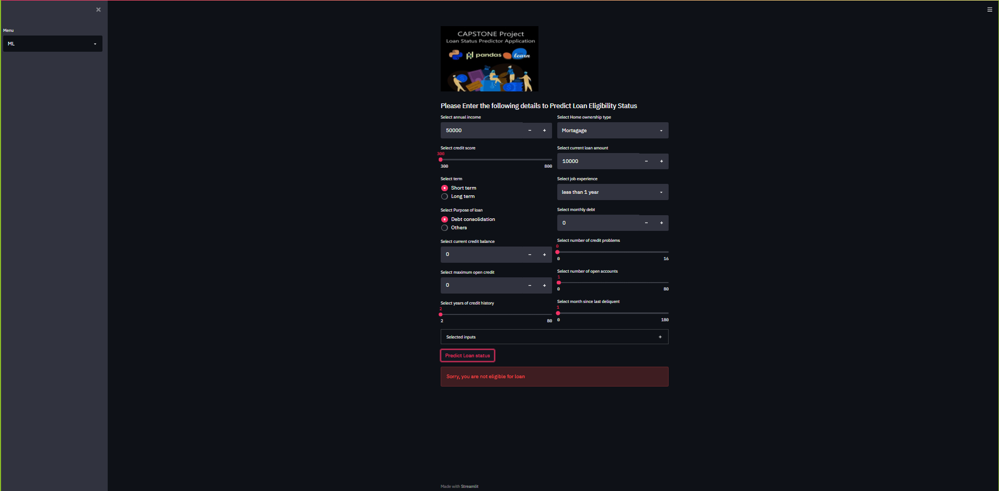 Menu
ML
CAPSTONE Project
Loan Status Predictor Application
pandas
learn
Please Enter the following details to Predict Loan Eligibility Status
Select annual income
50000
Select Home ownership type
Mortagage
Select credit score
300
300
800
Select current loan amount
10000
Select term
Short term
Long term
Select job experience
less than 1 year
Select Purpose of loan
Debt consolidation
Others
Select monthly debt
0
Select current credit balance
0
Select number of credit problems
0
0
16
Select maximum open credit
0
Select number of open accounts
1
0
80
Select years of credit history
2
2
80
Select month since last deliquent
1
0
180
Selected inputs
Predict Loan status
Sorry, you are not eligible for loan
Made with Streamlit